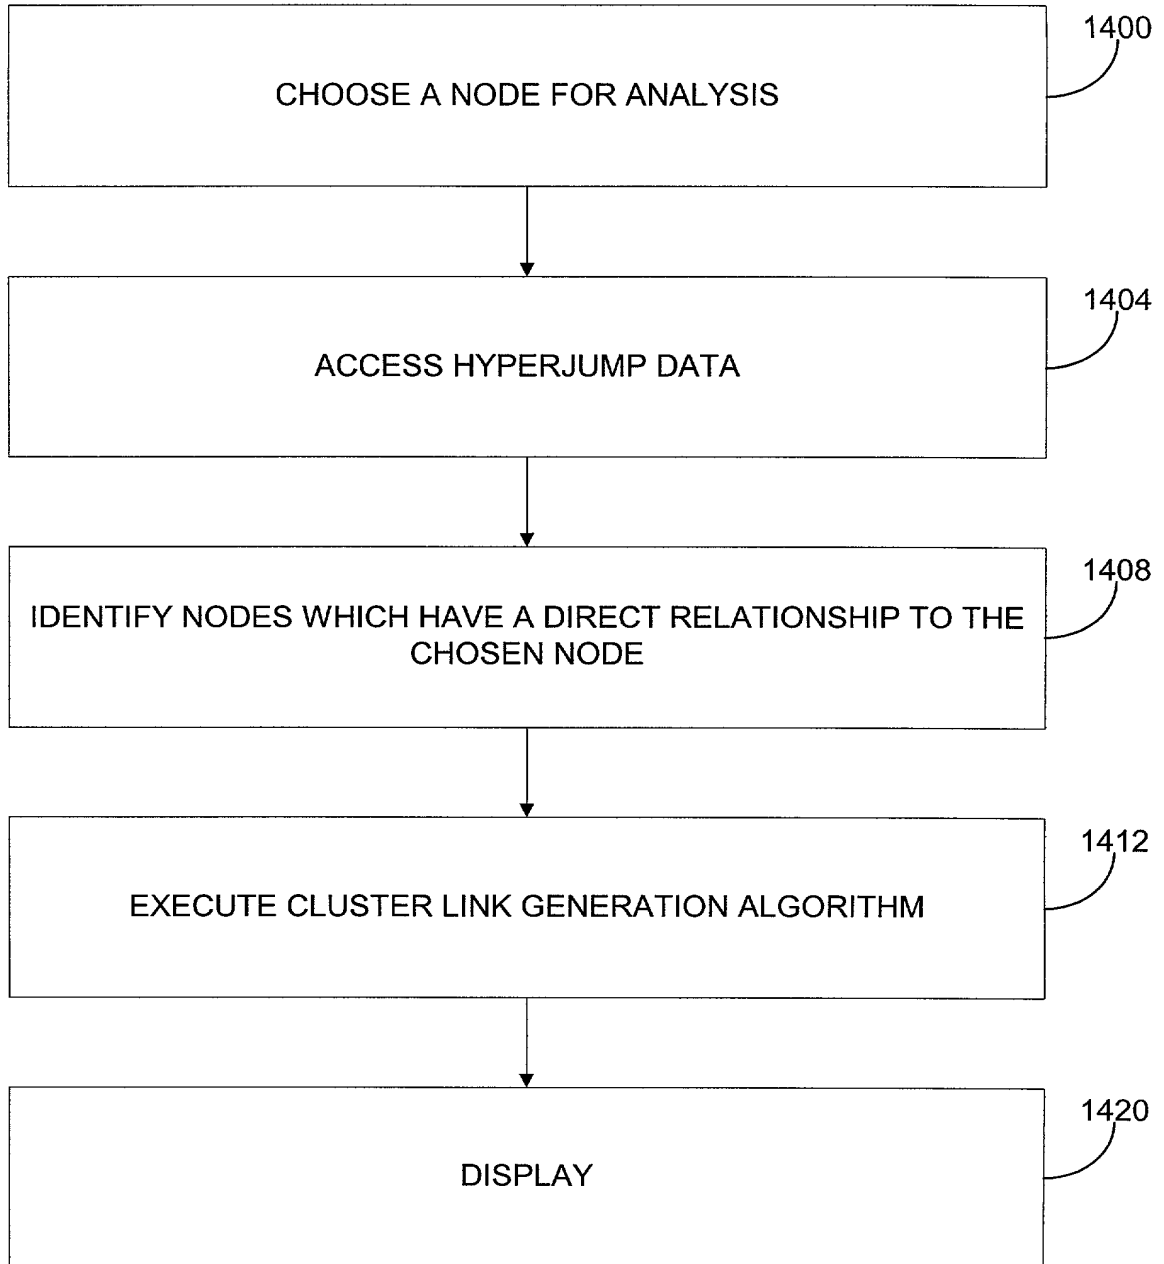 1400
CHOOSE A NODE FOR ANALYSIS
1404
ACCESS HYPERJUMP DATA
1408
IDENTIFY NODES WHICH HAVE A DIRECT RELATIONSHIP TO THE
CHOSEN NODE
1412
EXECUTE CLUSTER LINK GENERATION ALGORITHM
1420
DISPLAY